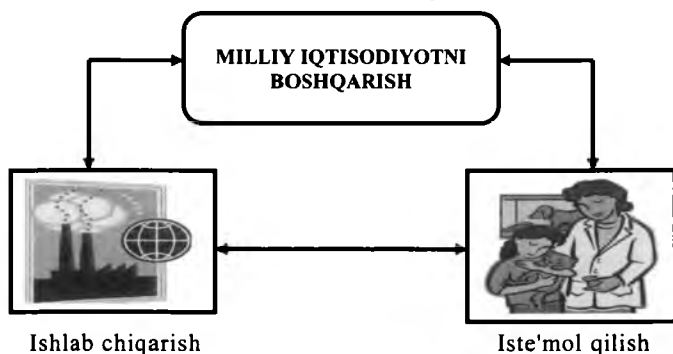 MILLIY IQTISODIYOTNI
BOSHQARISH
Ishlab chiqarish
Iste'mol qilish